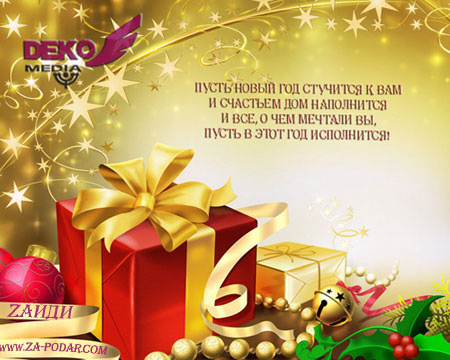 DEKO
MEDIA
ПУСТЬ НОВЫЙ ГОД СТУЧИТСЯ К ВАМ
И СЧАСТЬЕМ ДОМ НАПОЛНИТСЯ
И ВСЕ, О ЧЕМ МЕЧТАЛИ ВЫ,
ПУСТЬ В ЭТОТ ГОД ИСПОЛНИТСЯ!
ZАЙДИ
WWW.ZA-PODAR.COM